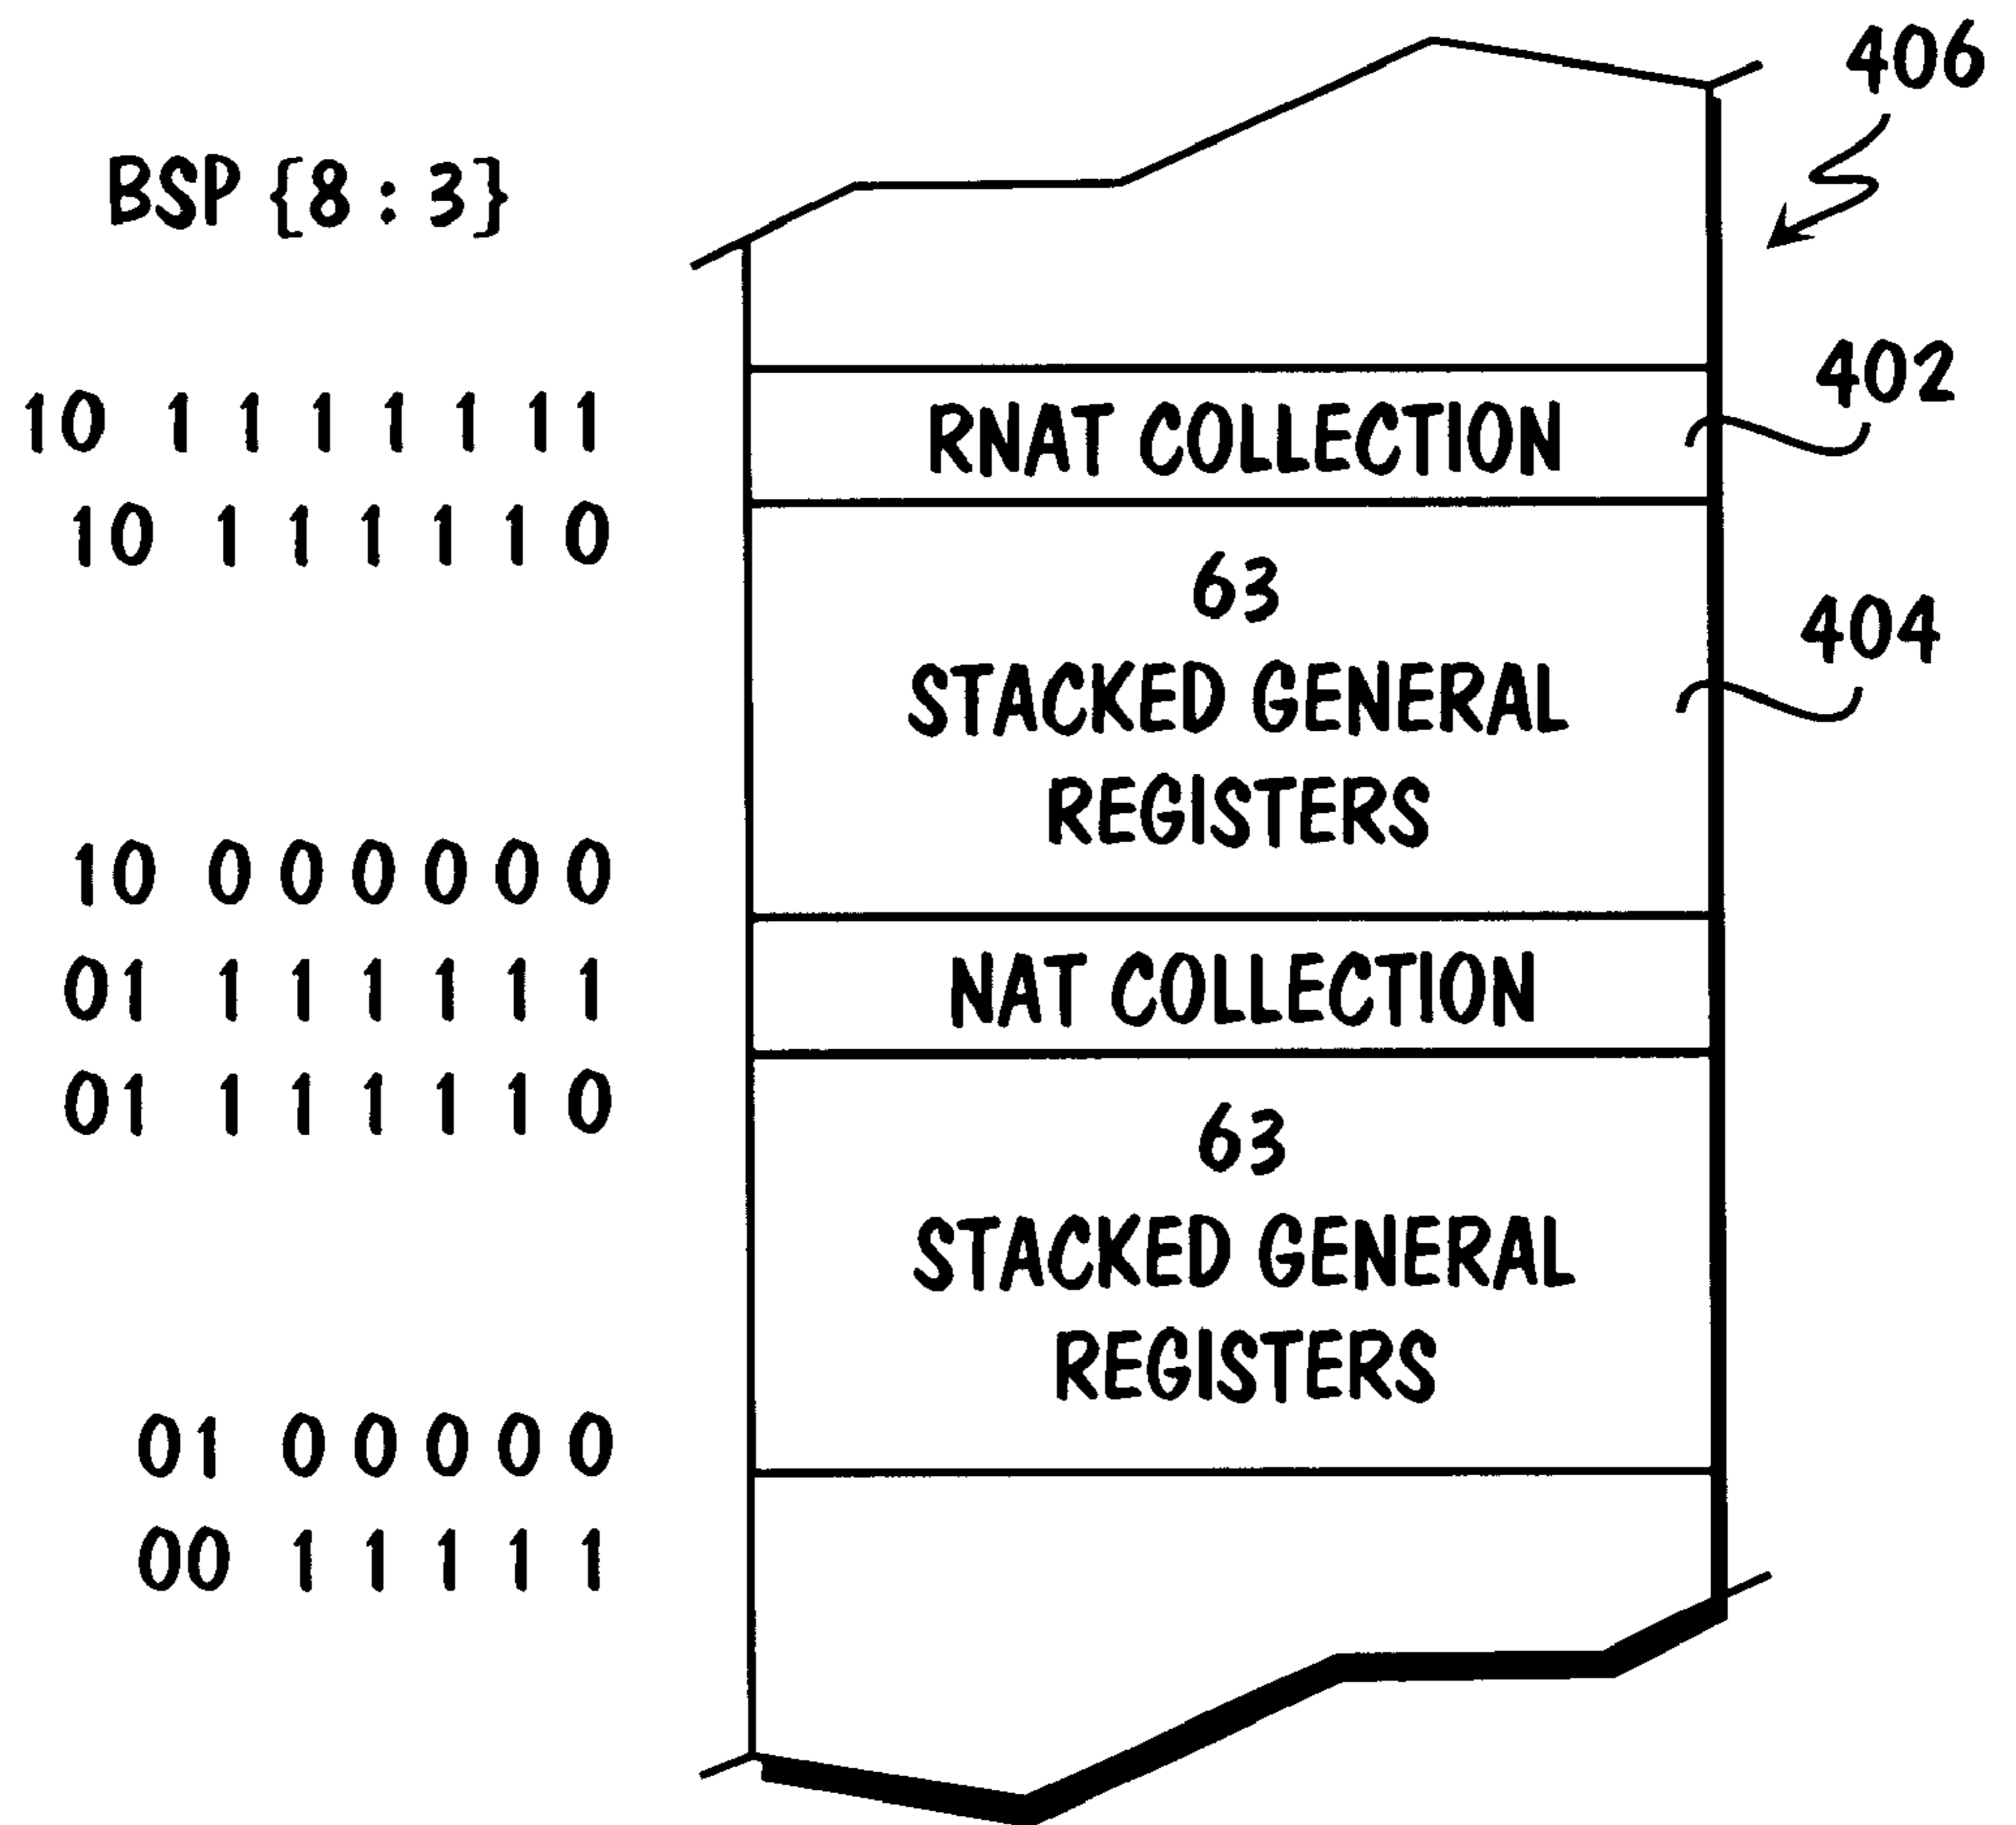 406
BSP {8 : 3}
402
10 1 1 1 1 1 11
RNAT COLLECTION
10 1 1 1 1 1 0
63
404
STACKED GENERAL
REGISTERS
10 0 0 0 0 0 0
01 1 1 1 1 1 1
NAT COLLECTION
01 1 1 1 1 1 0
63
STACKED GENERAL
REGISTERS
01 0 0 0 0 0
00 1 1 1 1 1